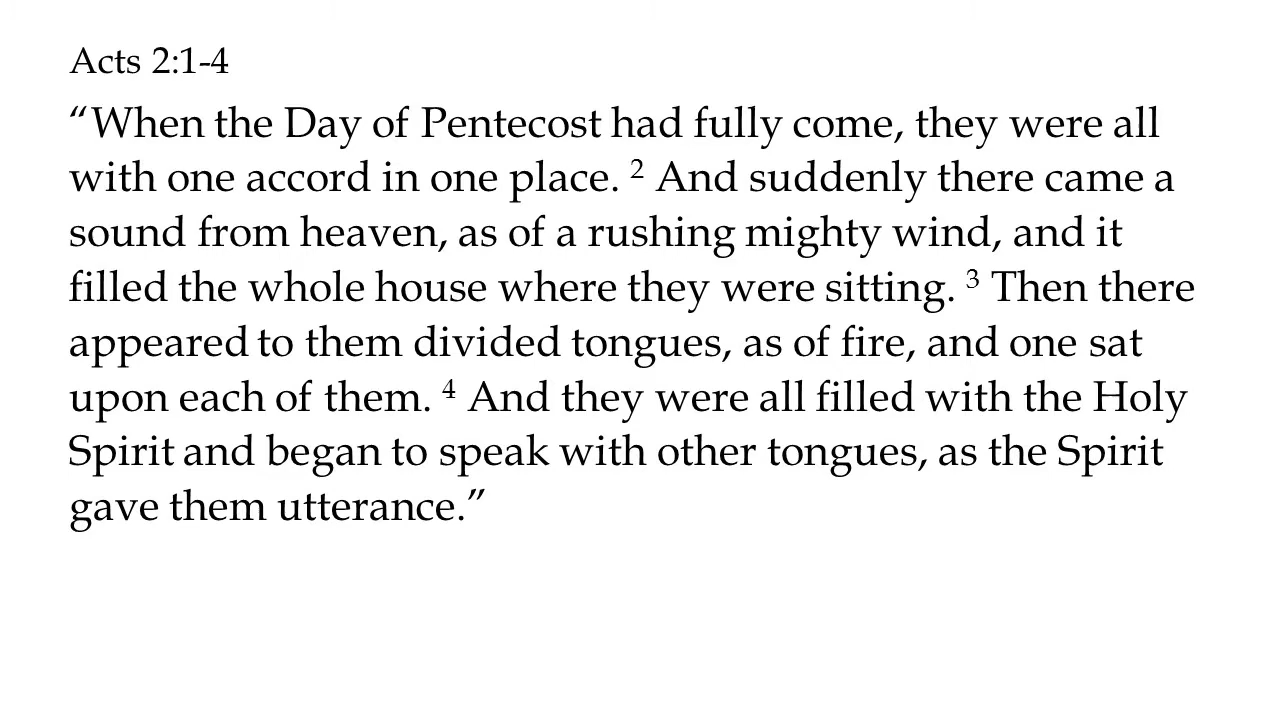 Acts 2:1-4
“When the Day of Pentecost had fully come, they were all
with one accord in one place. ² And suddenly there came a
sound from heaven, as of a rushing mighty wind, and it
filled the whole house where they were sitting. ³ Then there
appeared to them divided tongues, as of fire, and one sat
upon each of them. ⁴ And they were all filled with the Holy
Spirit and began to speak with other tongues, as the Spirit
gave them utterance.”